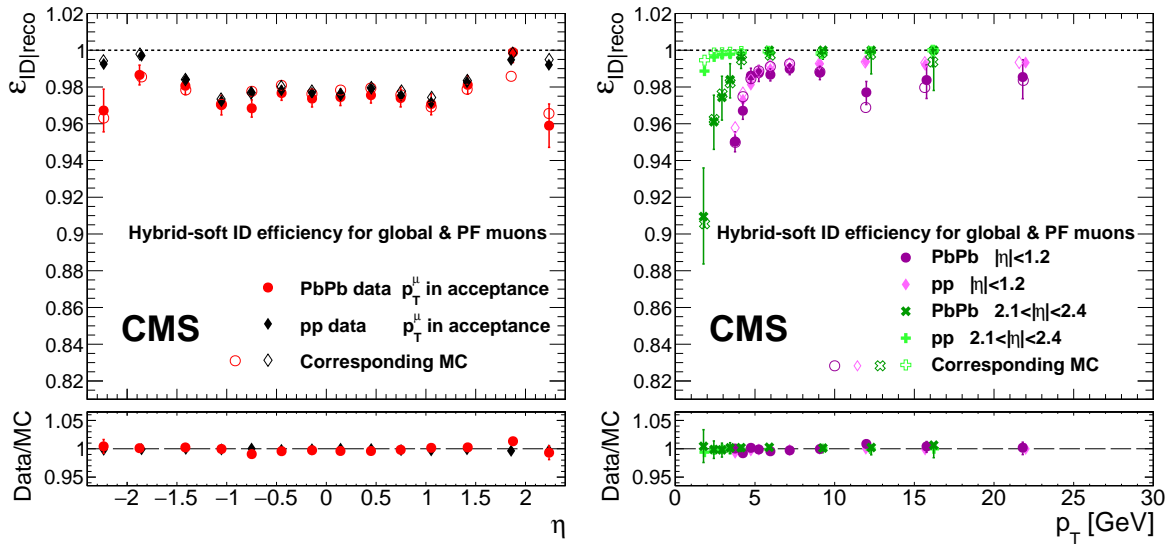 1.02
1
0.98
0.96
0.94
0.92
0.9
0.88
0.86
0.84
0.82
ε_ID|reco
Hybrid-soft ID efficiency for global & PF muons
PbPb data p_T^μ in acceptance
pp data p_T^μ in acceptance
Corresponding MC
CMS
1.05
1
0.95
Data/MC
−2 −1.5 −1 −0.5 0 0.5 1 1.5 2
η
1.02
1
0.98
0.96
0.94
0.92
0.9
0.88
0.86
0.84
0.82
ε_ID|reco
Hybrid-soft ID efficiency for global & PF muons
PbPb |η|<1.2
pp |η|<1.2
PbPb 2.1<|η|<2.4
pp 2.1<|η|<2.4
Corresponding MC
CMS
1.05
1
0.95
Data/MC
0 5 10 15 20 25 30
p_T [GeV]